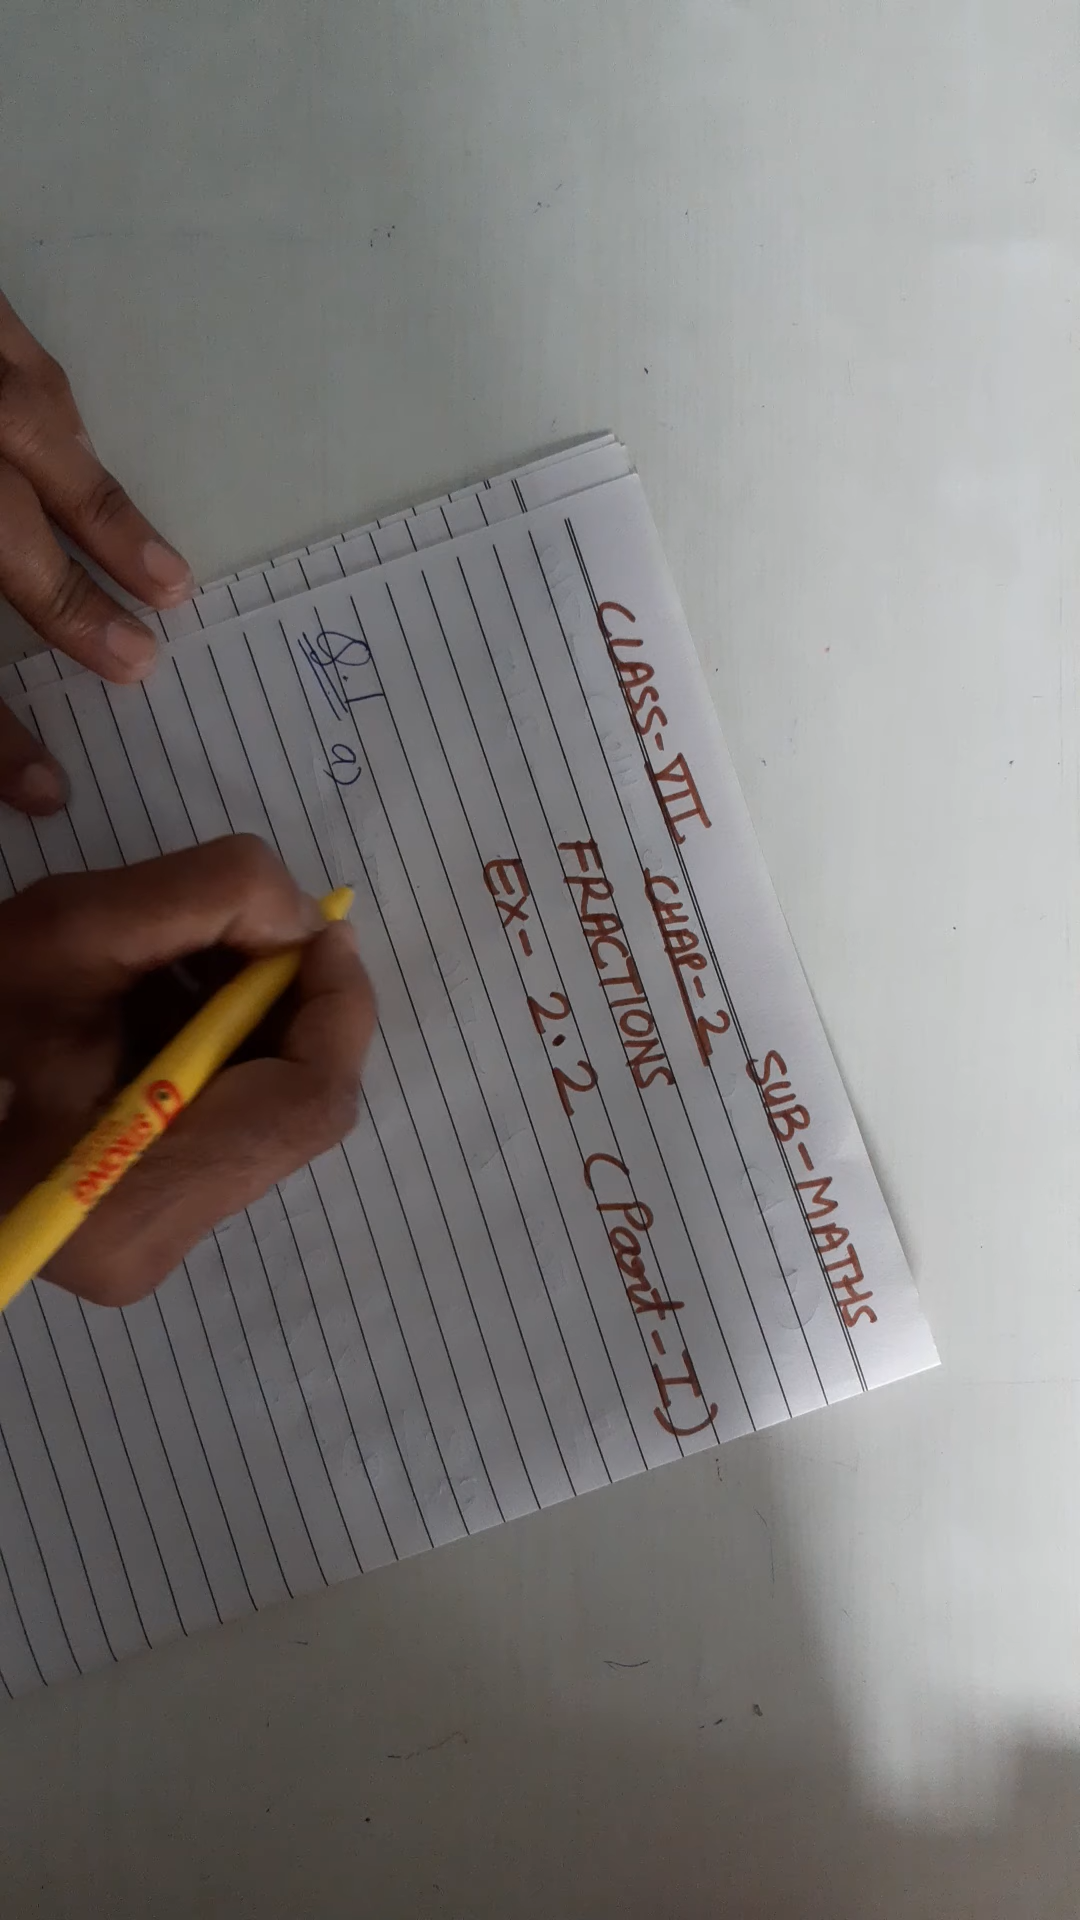 SUB-MATHS
CLASS-VII. CHAP-2
FRACTIONS
EX- 2.2 (Part-I)
Q.1 a)